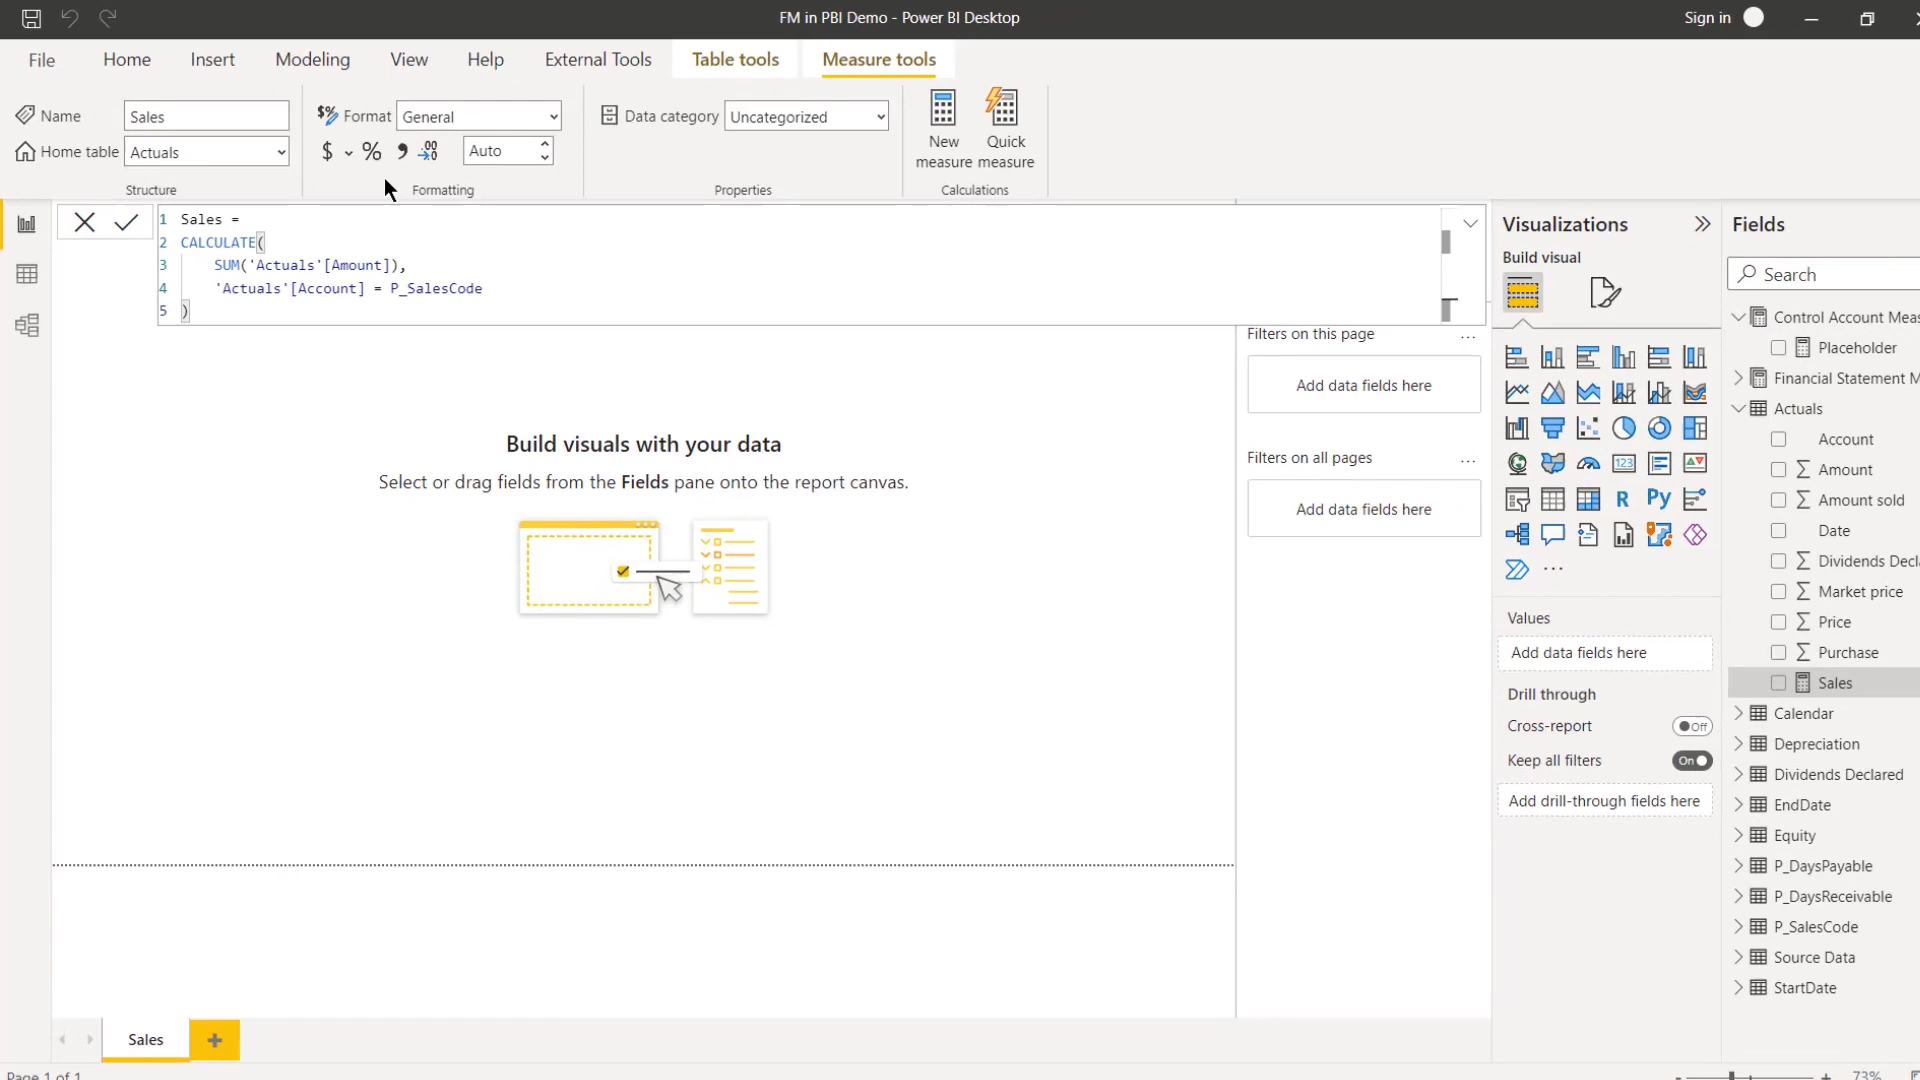 FM in PBI Demo - Power BI Desktop
Sign in
File Home Insert Modeling View Help External Tools Table tools Measure tools
Name Sales
Home table Actuals
Structure
Format General
$ % , .00 Auto
Formatting
Data category Uncategorized
Properties
New measure
Quick measure
Calculations
1 Sales =
2 CALCULATE(
3 SUM('Actuals'[Amount]),
4 'Actuals'[Account] = P_SalesCode
5 )
Build visuals with your data
Select or drag fields from the Fields pane onto the report canvas.
Filters on this page ...
Add data fields here
Filters on all pages ...
Add data fields here
Visualizations
Build visual
123
R Py
...
Values
Add data fields here
Drill through
Cross-report Off
Keep all filters On
Add drill-through fields here
Fields
Search
Control Account Meas
Placeholder
Financial Statement M
Actuals
Account
Amount
Amount sold
Date
Dividends Decla
Market price
Price
Purchase
Sales
Calendar
Depreciation
Dividends Declared
EndDate
Equity
P_DaysPayable
P_DaysReceivable
P_SalesCode
Source Data
StartDate
Sales
Page 1 of 1
- + 73%